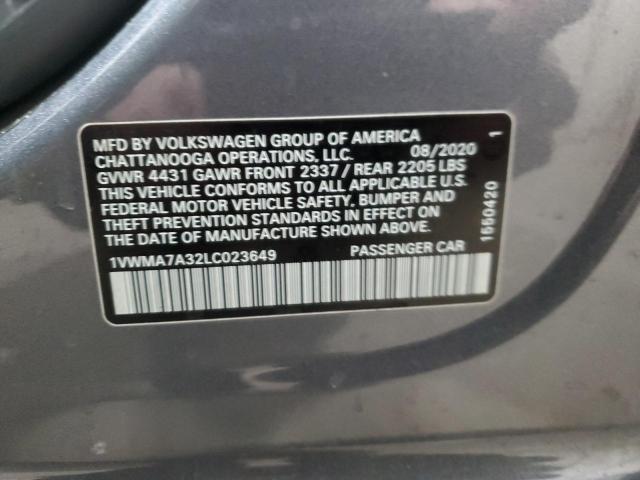 MFD BY VOLKSWAGEN GROUP OF AMERICA
CHATTANOOGA OPERATIONS, LLC. 08/2020 1
GVWR 4431 GAWR FRONT 2337 / REAR 2205 LBS
THIS VEHICLE CONFORMS TO ALL APPLICABLE U.S.
FEDERAL MOTOR VEHICLE SAFETY, BUMPER AND
THEFT PREVENTION STANDARDS IN EFFECT ON
THE DATE OF MANUFACTURE SHOWN ABOVE.
1VWMA7A32LC023649 PASSENGER CAR
1650420